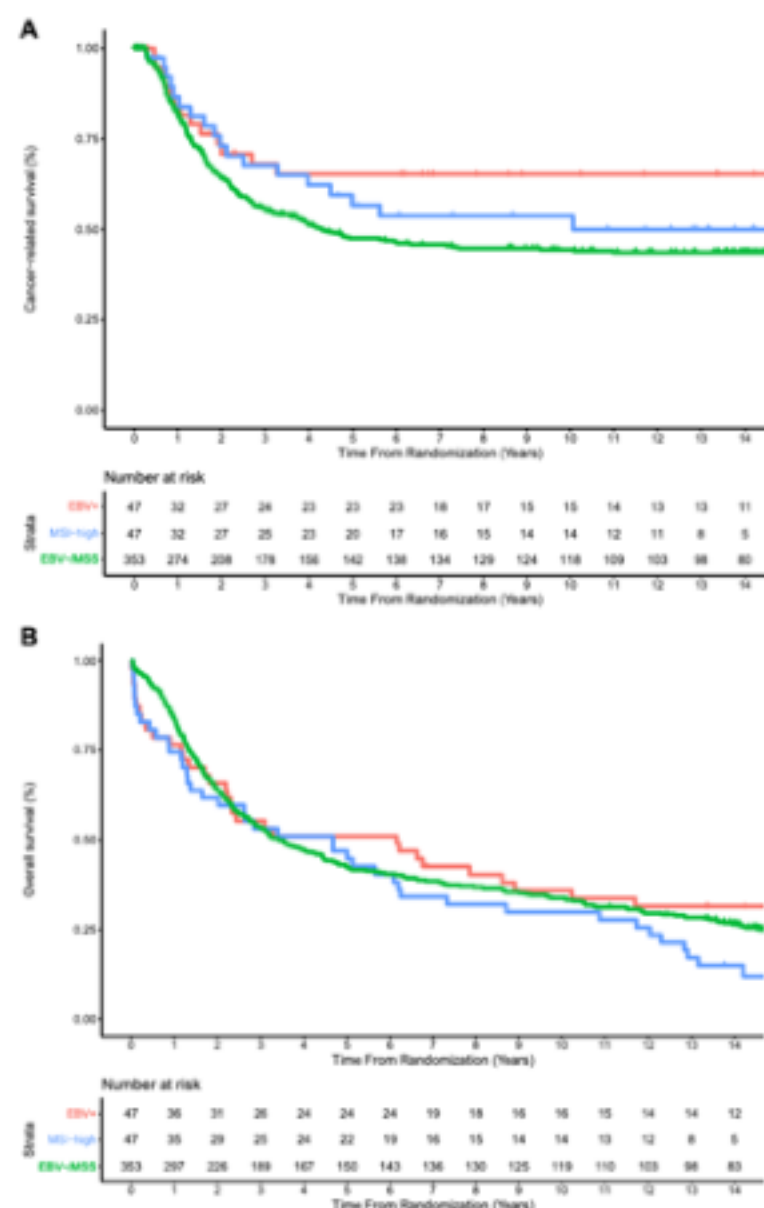 A
Cancer-related survival (%)
1.00
0.75
0.50
0.25
0.00
0 1 2 3 4 5 6 7 8 9 10 11 12 13 14
Time From Randomization (Years)
Number at risk
Strata
EBV+ 47 32 27 24 23 23 23 18 17 15 15 14 13 13 11
MSI-high 47 32 27 25 23 20 17 16 15 14 14 12 11 8 5
EBV-/MSS 353 274 208 178 156 142 138 134 129 124 118 109 103 98 80
0 1 2 3 4 5 6 7 8 9 10 11 12 13 14
Time From Randomization (Years)
B
Overall survival (%)
1.00
0.75
0.50
0.25
0.00
0 1 2 3 4 5 6 7 8 9 10 11 12 13 14
Time From Randomization (Years)
Number at risk
Strata
EBV+ 47 36 31 26 24 24 24 19 18 16 16 15 14 14 12
MSI-high 47 35 29 25 24 22 19 16 15 14 14 13 12 8 5
EBV-/MSS 353 297 226 189 167 150 143 136 130 125 119 110 103 98 83
0 1 2 3 4 5 6 7 8 9 10 11 12 13 14
Time From Randomization (Years)